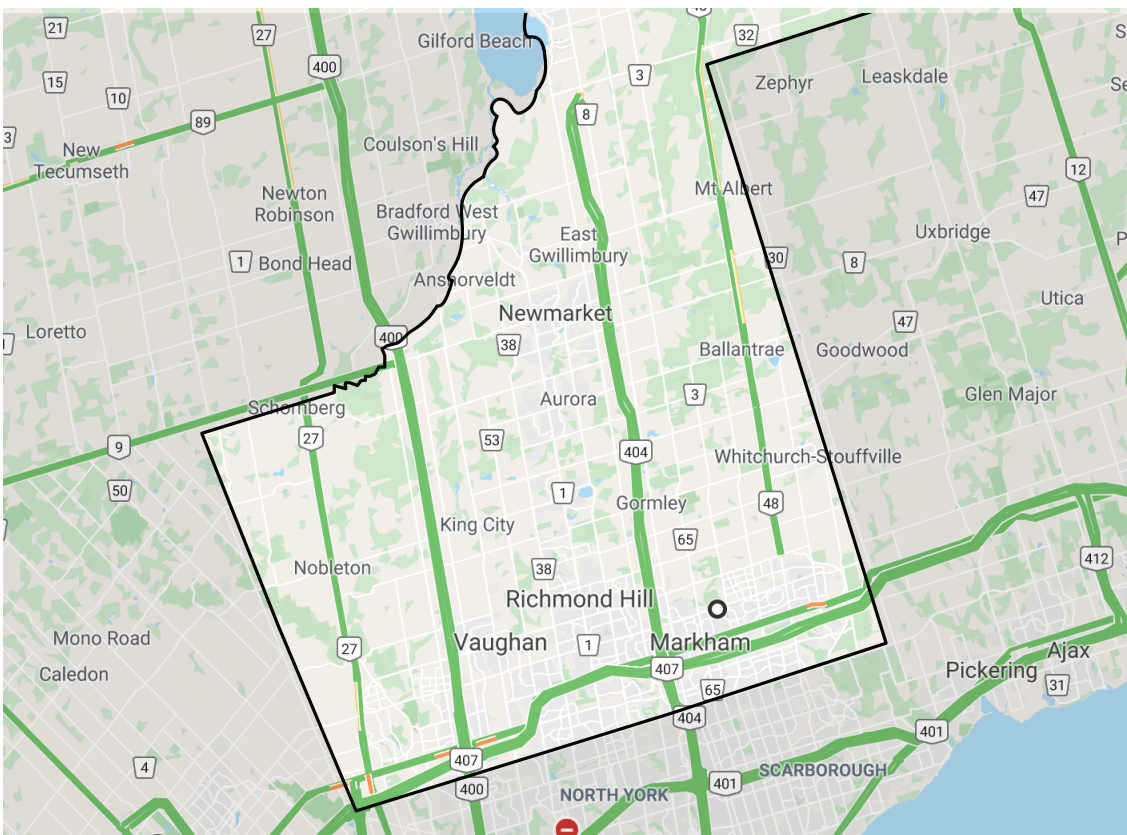 21
27
Gilford Beach
32
400
3
Zephyr
Leaskdale
15
10
8
89
3
New
Tecumseth
Coulson's Hill
12
Newton
Robinson
Mt Albert
47
Bradford West
Gwillimbury
East
Gwillimbury
Uxbridge
1
Bond Head
30
8
Ansnorveldt
Utica
Newmarket
Loretto
400
38
47
Ballantrae
Goodwood
Schomberg
Aurora
3
Glen Major
9
27
53
404
Whitchurch-Stouffville
50
1
Gormley
48
King City
65
412
Nobleton
38
Richmond Hill
Mono Road
27
Vaughan
1
Markham
Ajax
Caledon
407
Pickering
65
31
404
401
4
407
400
401
SCARBOROUGH
NORTH YORK